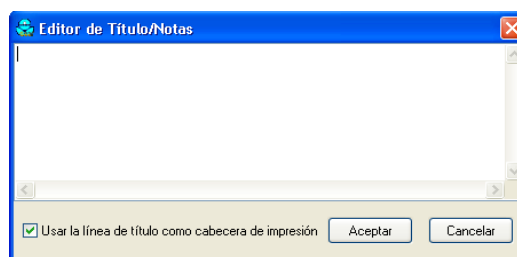 Editor de Título/Notas
Usar la línea de título como cabecera de impresión Aceptar Cancelar